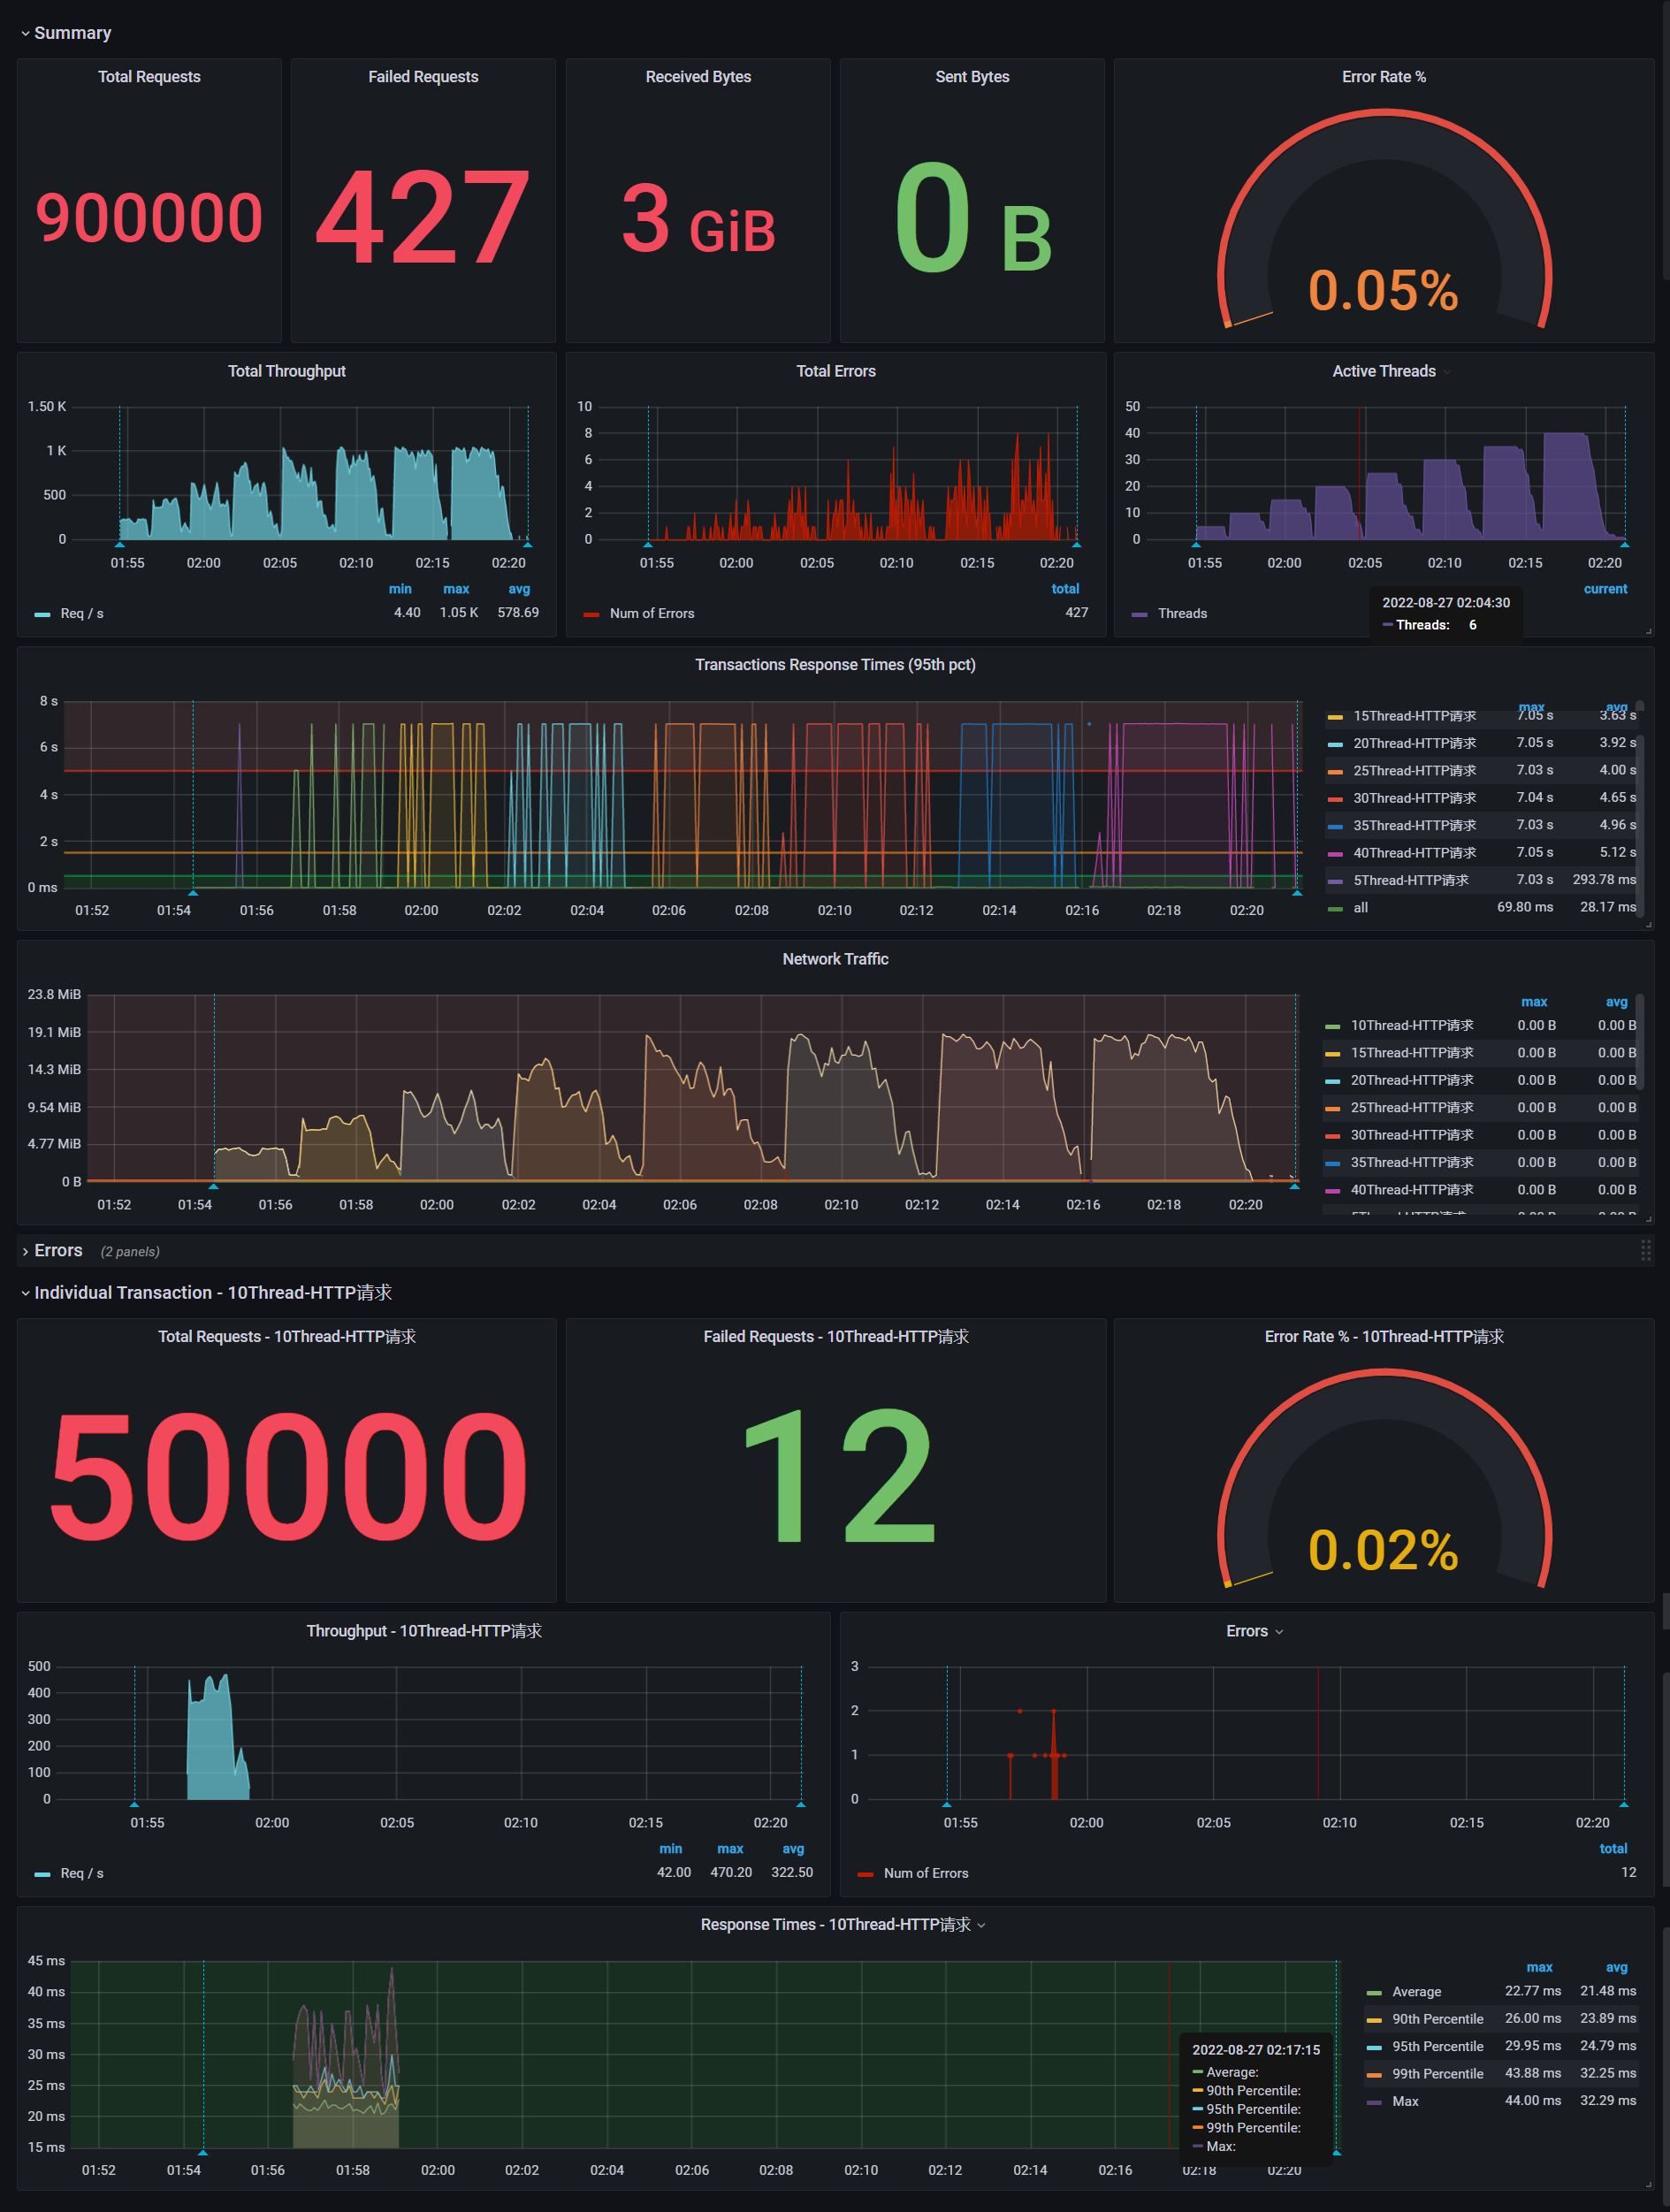 Summary
Total Requests
Failed Requests
Received Bytes
Sent Bytes
Error Rate %
900000
427
3 GiB
0 B
0.05%
Total Throughput
1.50 K
1 K
500
0
01:55 02:00 02:05 02:10 02:15 02:20
min max avg
Req / s 4.40 1.05 K 578.69
Total Errors
10
8
6
4
2
0
01:55 02:00 02:05 02:10 02:15 02:20
total
Num of Errors 427
Active Threads
50
40
30
20
10
0
01:55 02:00 02:05 02:10 02:15 02:20
current
Threads
2022-08-27 02:04:30
Threads: 6
Transactions Response Times (95th pct)
8 s
6 s
4 s
2 s
0 ms
01:52 01:54 01:56 01:58 02:00 02:02 02:04 02:06 02:08 02:10 02:12 02:14 02:16 02:18 02:20
max avg
15Thread-HTTP请求 7.05 s 3.63 s
20Thread-HTTP请求 7.05 s 3.92 s
25Thread-HTTP请求 7.03 s 4.00 s
30Thread-HTTP请求 7.04 s 4.65 s
35Thread-HTTP请求 7.03 s 4.96 s
40Thread-HTTP请求 7.05 s 5.12 s
5Thread-HTTP请求 7.03 s 293.78 ms
all 69.80 ms 28.17 ms
Network Traffic
23.8 MiB
19.1 MiB
14.3 MiB
9.54 MiB
4.77 MiB
0 B
01:52 01:54 01:56 01:58 02:00 02:02 02:04 02:06 02:08 02:10 02:12 02:14 02:16 02:18 02:20
max avg
10Thread-HTTP请求 0.00 B 0.00 B
15Thread-HTTP请求 0.00 B 0.00 B
20Thread-HTTP请求 0.00 B 0.00 B
25Thread-HTTP请求 0.00 B 0.00 B
30Thread-HTTP请求 0.00 B 0.00 B
35Thread-HTTP请求 0.00 B 0.00 B
40Thread-HTTP请求 0.00 B 0.00 B
Errors (2 panels)
Individual Transaction - 10Thread-HTTP请求
Total Requests - 10Thread-HTTP请求
Failed Requests - 10Thread-HTTP请求
Error Rate % - 10Thread-HTTP请求
50000
12
0.02%
Throughput - 10Thread-HTTP请求
500
400
300
200
100
0
01:55 02:00 02:05 02:10 02:15 02:20
min max avg
Req / s 42.00 470.20 322.50
Errors
3
2
1
0
01:55 02:00 02:05 02:10 02:15 02:20
total
Num of Errors 12
Response Times - 10Thread-HTTP请求
45 ms
40 ms
35 ms
30 ms
25 ms
20 ms
15 ms
01:52 01:54 01:56 01:58 02:00 02:02 02:04 02:06 02:08 02:10 02:12 02:14 02:16 02:18 02:20
max avg
Average 22.77 ms 21.48 ms
90th Percentile 26.00 ms 23.89 ms
95th Percentile 29.95 ms 24.79 ms
99th Percentile 43.88 ms 32.25 ms
Max 44.00 ms 32.29 ms
2022-08-27 02:17:15
Average:
90th Percentile:
95th Percentile:
99th Percentile:
Max: